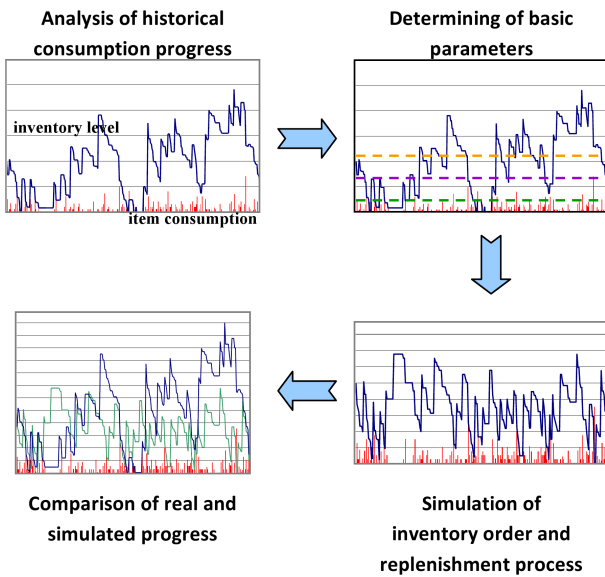 Analysis of historical
consumption progress
inventory level
item consumption
Determining of basic
parameters
Simulation of
inventory order and
replenishment process
Comparison of real and
simulated progress